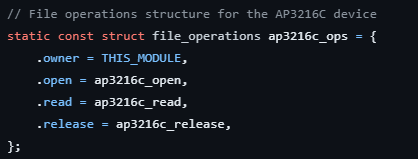 // File operations structure for the AP3216C device
static const struct file_operations ap3216c_ops = {
    .owner = THIS_MODULE,
    .open = ap3216c_open,
    .read = ap3216c_read,
    .release = ap3216c_release,
};